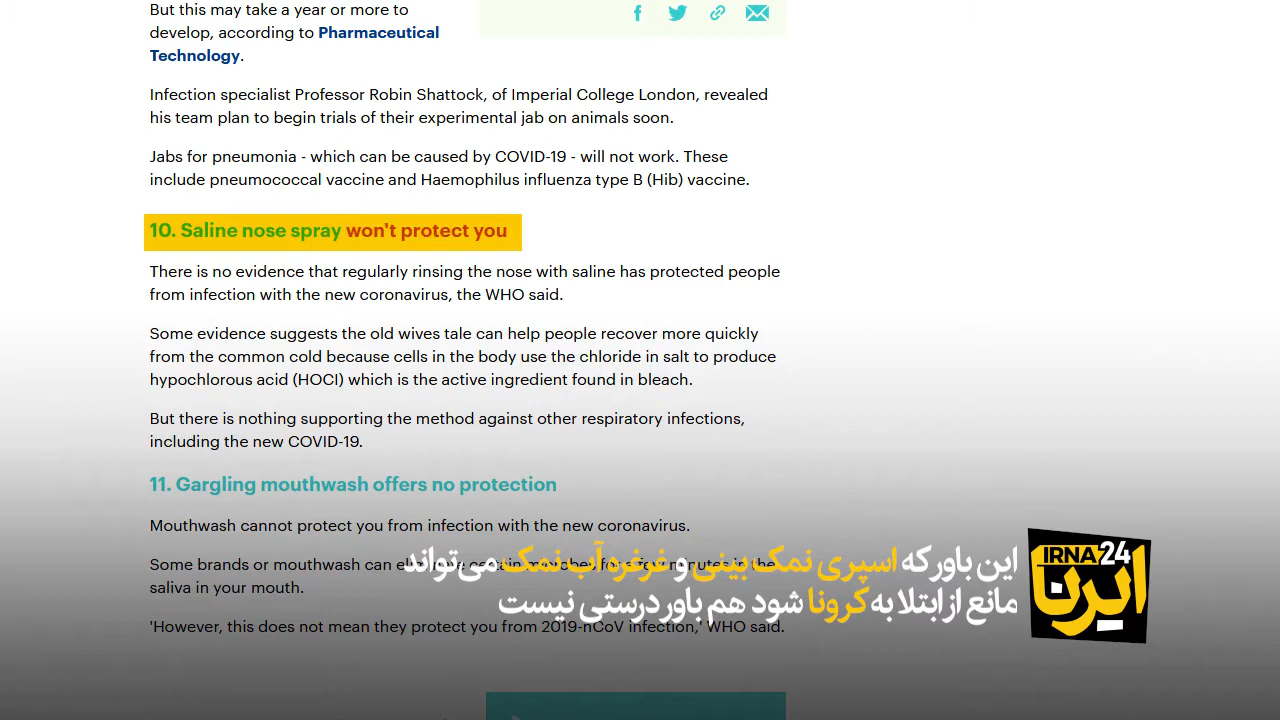 But this may take a year or more to
develop, according to Pharmaceutical
Technology.
Infection specialist Professor Robin Shattock, of Imperial College London, revealed
his team plan to begin trials of their experimental jab on animals soon.
Jabs for pneumonia - which can be caused by COVID-19 - will not work. These
include pneumococcal vaccine and Haemophilus influenza type B (Hib) vaccine.
10. Saline nose spray won't protect you
There is no evidence that regularly rinsing the nose with saline has protected people
from infection with the new coronavirus, the WHO said.
Some evidence suggests the old wives tale can help people recover more quickly
from the common cold because cells in the body use the chloride in salt to produce
hypochlorous acid (HOCl) which is the active ingredient found in bleach.
But there is nothing supporting the method against other respiratory infections,
including the new COVID-19.
11. Gargling mouthwash offers no protection
Mouthwash cannot protect you from infection with the new coronavirus.
Some brands or mouthwash can eliminate certain microbes for a few minutes in the
saliva in your mouth.
'However, this does not mean they protect you from 2019-nCoV infection,' WHO said.
این باور که اسپری نمک بینی و غرغره آب نمک می‌تواند
مانع از ابتلا به کرونا شود هم باور درستی نیست
IRNA24
ایرنا